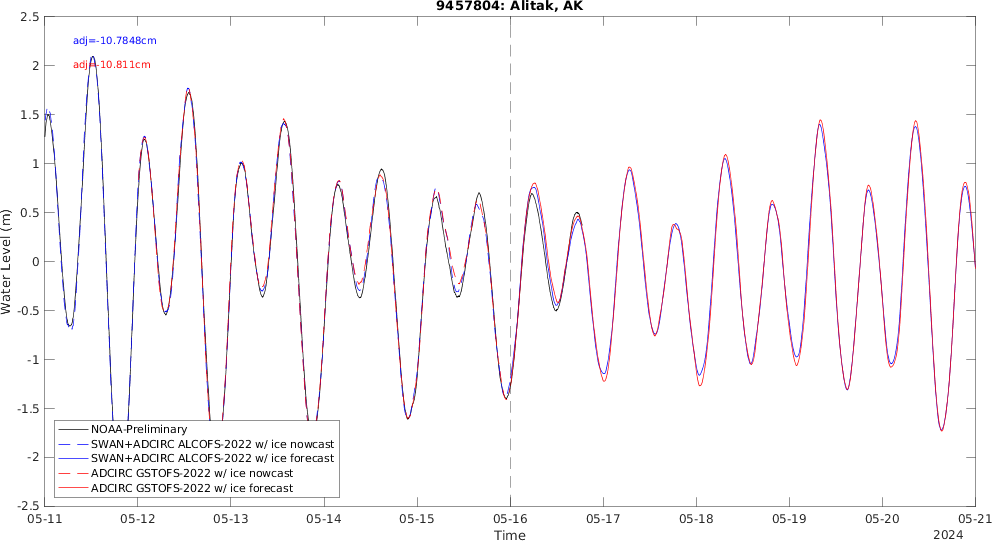 9457804: Alitak, AK
adj=-10.7848cm
adj=-10.811cm
2.5
2
1.5
1
0.5
0
-0.5
-1
-1.5
-2
-2.5
Water Level (m)
NOAA-Preliminary
SWAN+ADCIRC ALCOFS-2022 w/ ice nowcast
SWAN+ADCIRC ALCOFS-2022 w/ ice forecast
ADCIRC GSTOFS-2022 w/ ice nowcast
ADCIRC GSTOFS-2022 w/ ice forecast
05-11 05-12 05-13 05-14 05-15 05-16 05-17 05-18 05-19 05-20 05-21
Time
2024